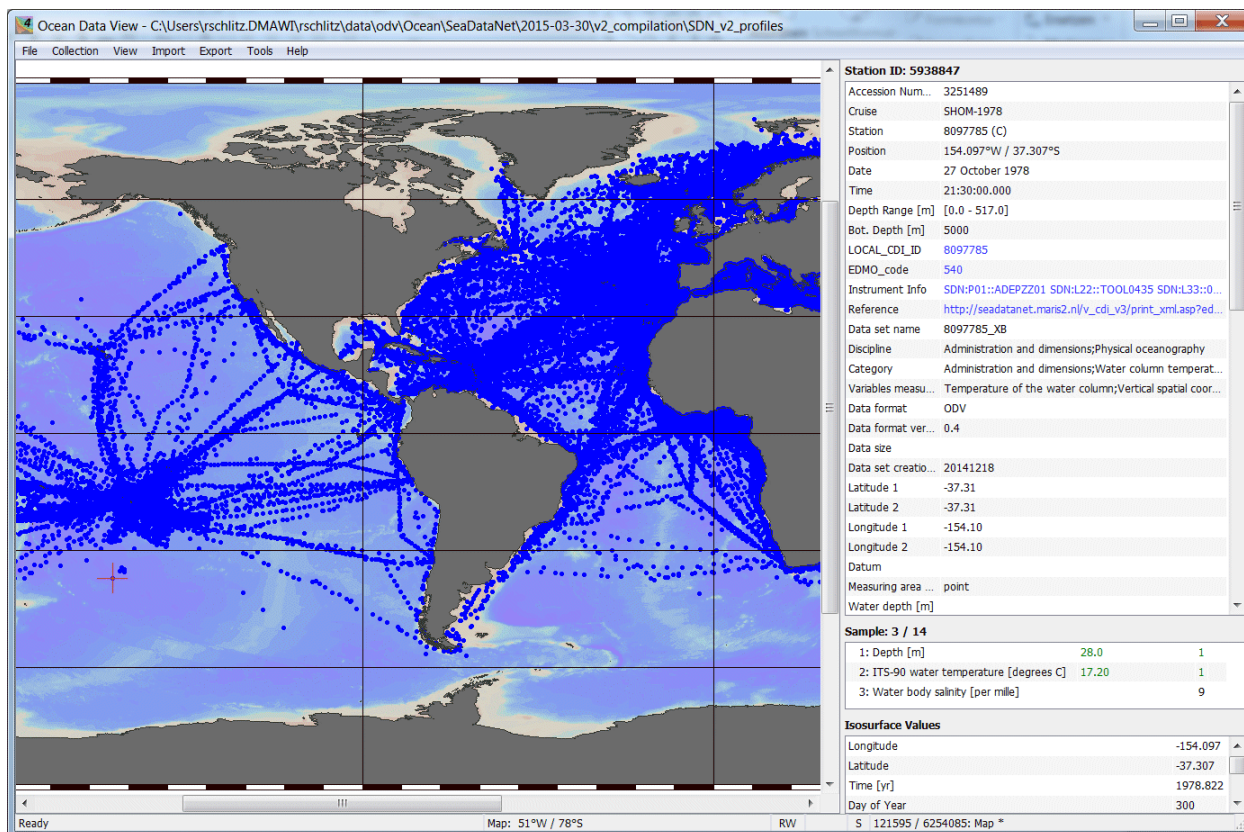 Ocean Data View - C:\Users\rschlitz.DMAWI\rschlitz\data\odv\Ocean\SeaDataNet\2015-03-30\v2_compilation\SDN_v2_profiles
File Collection View Import Export Tools Help
Station ID: 5938847
Accession Num... 3251489
Cruise SHOM-1978
Station 8097785 (C)
Position 154.097°W / 37.307°S
Date 27 October 1978
Time 21:30:00.000
Depth Range [m] [0.0 - 517.0]
Bot. Depth [m] 5000
LOCAL_CDI_ID 8097785
EDMO_code 540
Instrument Info SDN:P01::ADEPZZ01 SDN:L22::TOOL0435 SDN:L33::0...
Reference http://seadatanet.maris2.nl/v_cdi_v3/print_xml.asp?ed...
Data set name 8097785_XB
Discipline Administration and dimensions;Physical oceanography
Category Administration and dimensions;Water column temperat...
Variables measu... Temperature of the water column;Vertical spatial coor...
Data format ODV
Data format ver... 0.4
Data size
Data set creatio... 20141218
Latitude 1 -37.31
Latitude 2 -37.31
Longitude 1 -154.10
Longitude 2 -154.10
Datum
Measuring area ... point
Water depth [m]
Sample: 3 / 14
1: Depth [m] 28.0 1
2: ITS-90 water temperature [degrees C] 17.20 1
3: Water body salinity [per mille] 9
Isosurface Values
Longitude -154.097
Latitude -37.307
Time [yr] 1978.822
Day of Year 300
Ready Map: 51°W / 78°S RW S 121595 / 6254085: Map *